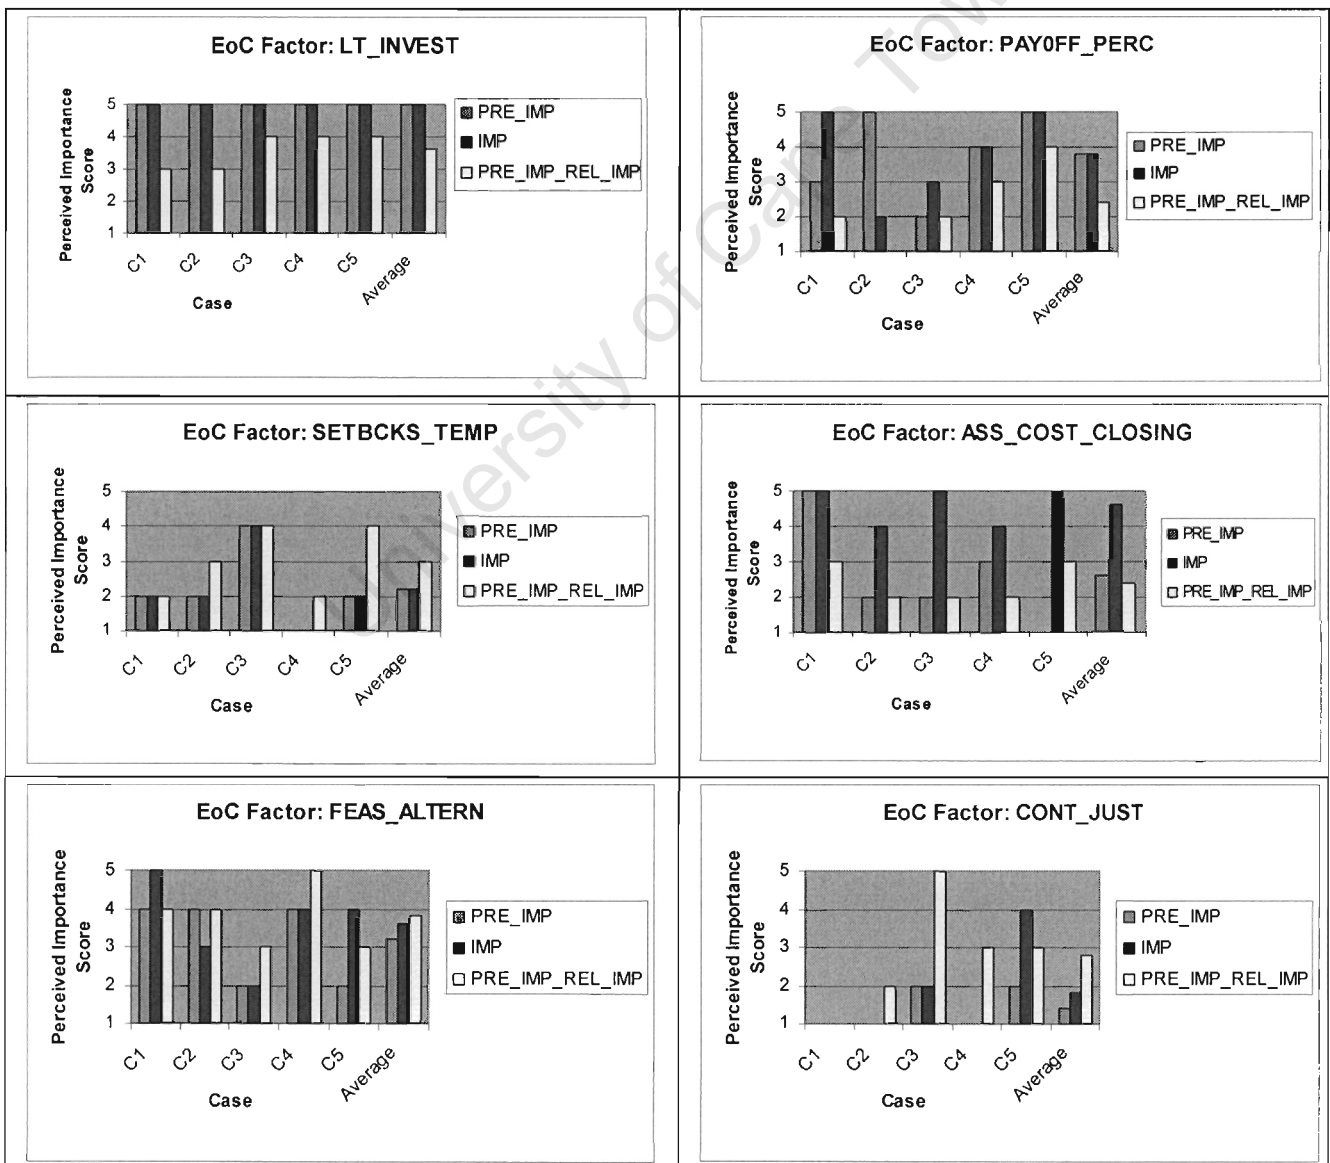 EoC Factor: LT_INVEST
Perceived Importance
Score
5
4
3
2
1
C1
C2
C3
C4
C5
Average
Case
PRE_IMP
IMP
PRE_IMP_REL_IMP
EoC Factor: PAY0FF_PERC
Perceived Importance
Score
5
4
3
2
1
C1
C2
C3
C4
C5
Average
Case
PRE_IMP
IMP
PRE_IMP_REL_IMP
EoC Factor: SETBCKS_TEMP
Perceived Importance
Score
5
4
3
2
1
C1
C2
C3
C4
C5
Average
Case
PRE_IMP
IMP
PRE_IMP_REL_IMP
EoC Factor: ASS_COST_CLOSING
Perceived Importance
Score
5
4
3
2
1
C1
C2
C3
C4
C5
Average
Case
PRE_IMP
IMP
PRE_IMP_REL_IMP
EoC Factor: FEAS_ALTERN
Perceived Importance
Score
5
4
3
2
1
C1
C2
C3
C4
C5
Average
Case
PRE_IMP
IMP
PRE_IMP_REL_IMP
EoC Factor: CONT_JUST
Perceived Importance
Score
5
4
3
2
1
C1
C2
C3
C4
C5
Average
Case
PRE_IMP
IMP
PRE_IMP_REL_IMP
University of Cape Tow